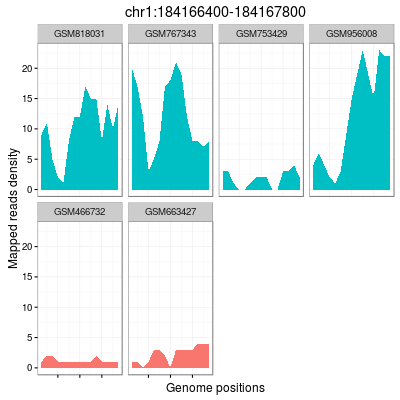 chr1:184166400-184167800
GSM818031 GSM767343 GSM753429 GSM956008
20
15
10
5
0
GSM466732 GSM663427
20
15
10
5
0
Mapped reads density
Genome positions